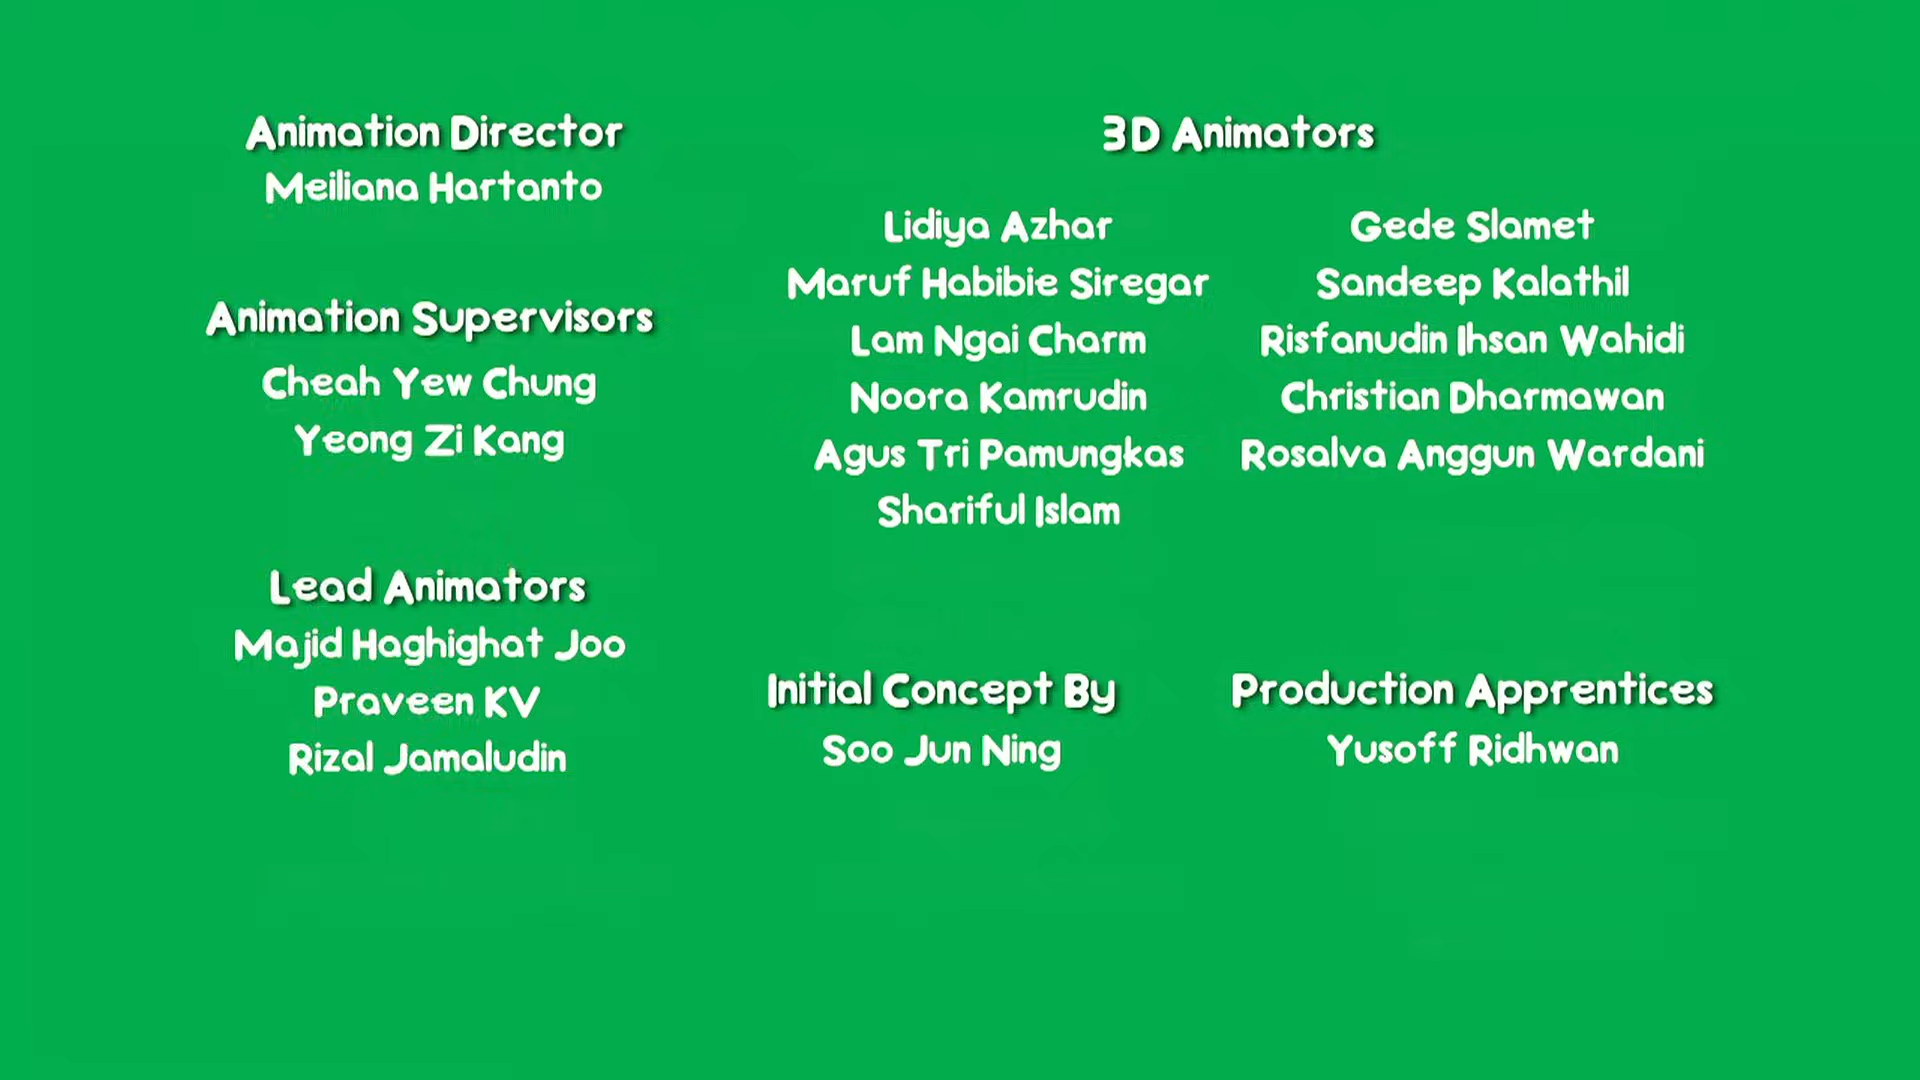 Animation Director
Meiliana Hartanto
Animation Supervisors
Cheah Yew Chung
Yeong Zi Kang
Lead Animators
Majid Haghighat Joo
Praveen KV
Rizal Jamaludin
3D Animators
Lidiya Azhar
Maruf Habibie Siregar
Lam Ngai Charm
Noora Kamrudin
Agus Tri Pamungkas
Shariful Islam
Gede Slamet
Sandeep Kalathil
Risfanudin Ihsan Wahidi
Christian Dharmawan
Rosalva Anggun Wardani
Initial Concept By
Soo Jun Ning
Production Apprentices
Yusoff Ridhwan